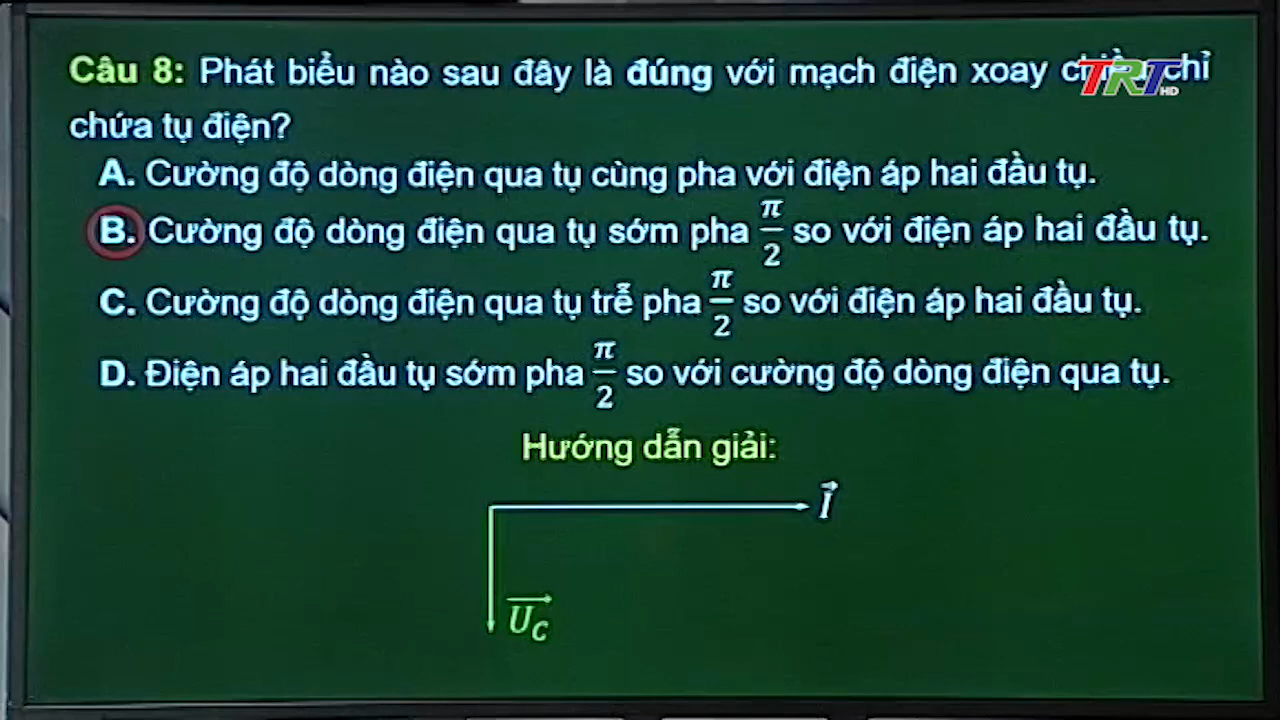 Câu 8: Phát biểu nào sau đây là đúng với mạch điện xoay chỉ
chứa tụ điện?
A. Cường độ dòng điện qua tụ cùng pha với điện áp hai đầu tụ.
B. Cường độ dòng điện qua tụ sớm pha π/2 so với điện áp hai đầu tụ.
C. Cường độ dòng điện qua tụ trễ pha π/2 so với điện áp hai đầu tụ.
D. Điện áp hai đầu tụ sớm pha π/2 so với cường độ dòng điện qua tụ.
Hướng dẫn giải:
I⃗
U_C⃗
TRT HD